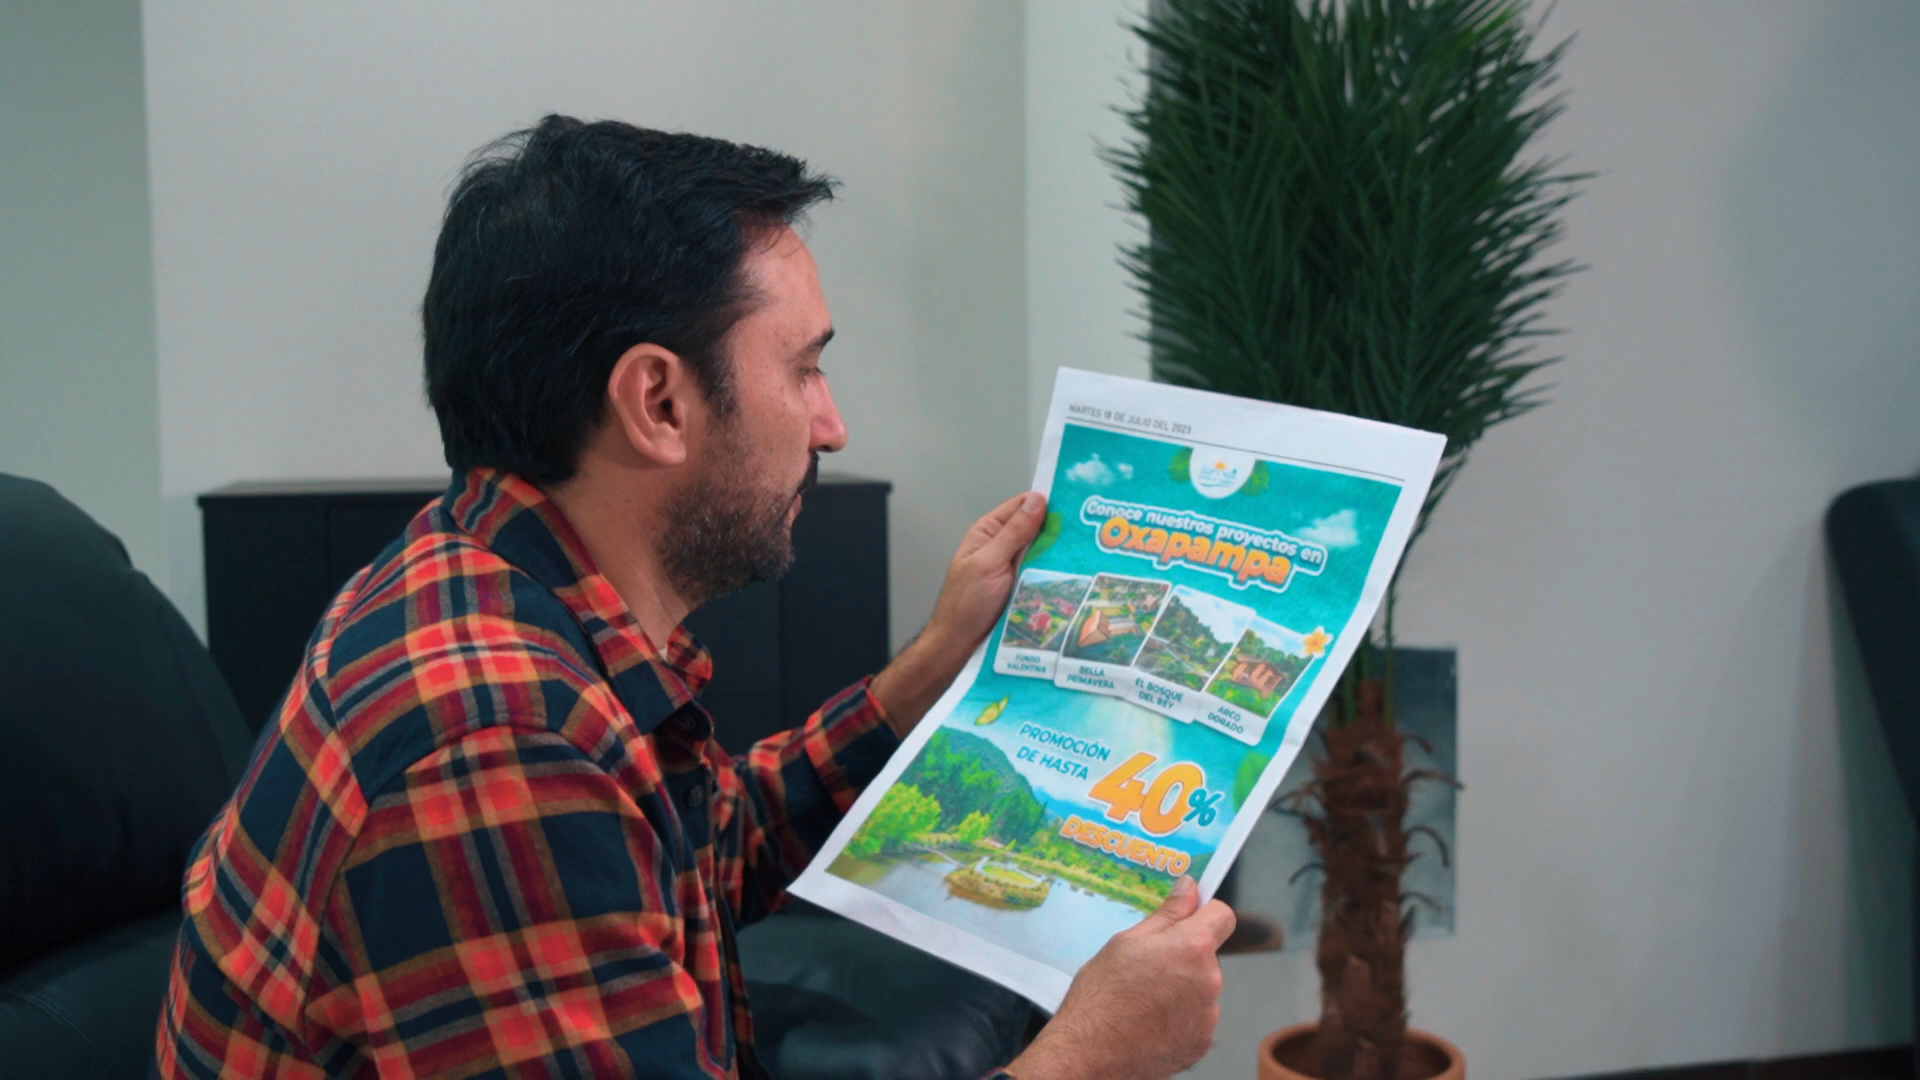 MARTES 18 DE JULIO DEL 2023
Conoce nuestros proyectos en
Oxapampa
FUNDO
VALENTINA
BELLA
PRIMAVERA
EL BOSQUE
DEL REY
ARCO
DORADO
PROMOCIÓN
DE HASTA
40%
DESCUENTO